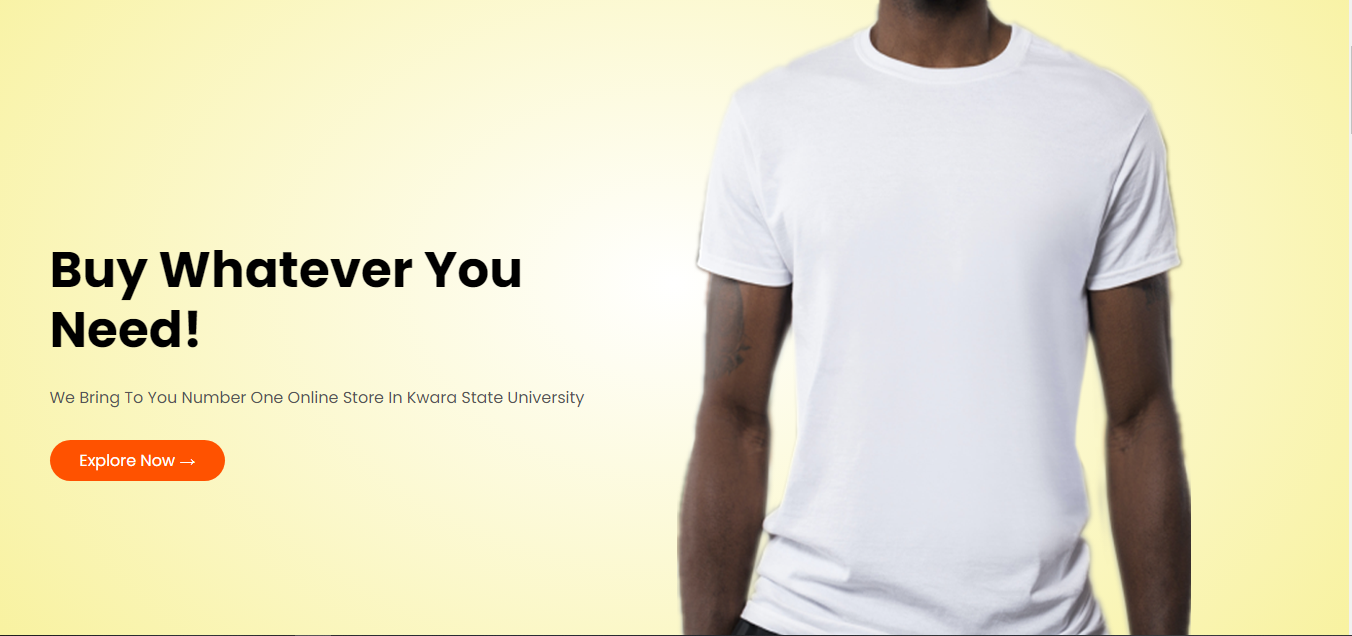 Buy Whatever You
Need!
We Bring To You Number One Online Store In Kwara State University
Explore Now →